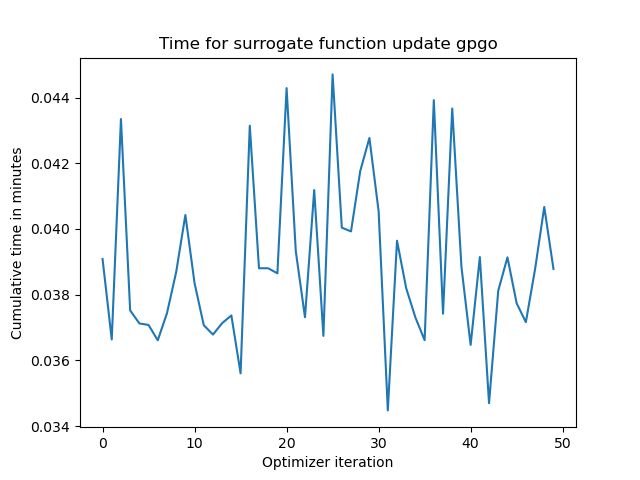 Time for surrogate function update gpgo
Cumulative time in minutes
0.044
0.042
0.040
0.038
0.036
0.034
0 10 20 30 40 50
Optimizer iteration